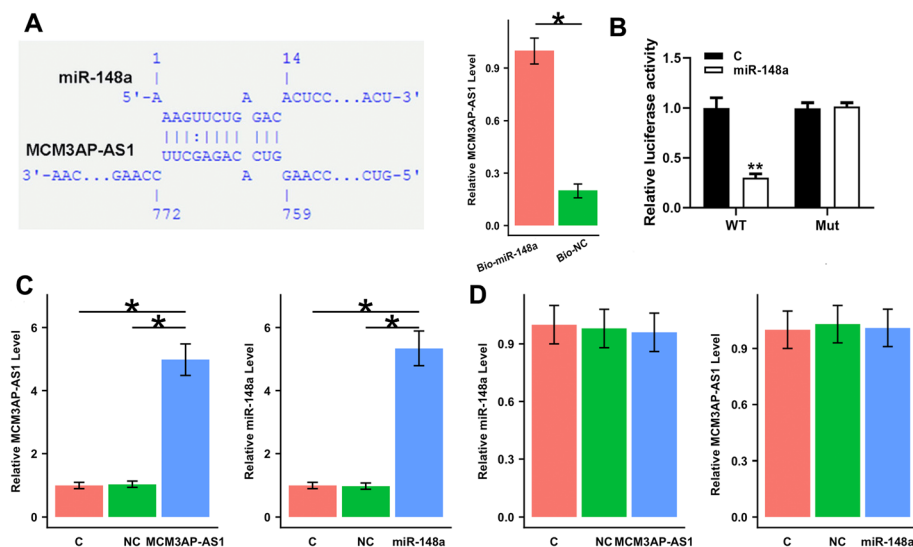 A
1 14
| |
miR-148a
5'-A A ACUCC...ACU-3'
AAGUUCUG GAC
|||:|||| |||
UUCGAGAC CUG
MCM3AP-AS1
3'-AAC...GAACC A GAACC...CUG-5'
| |
772 759
Relative MCM3AP-AS1 Level
0.9
0.6
0.3
0.0
*
Bio-miR-148a Bio-NC
B
Relative luciferase activity
1.5
1.0
0.5
0.0
C
miR-148a
**
WT Mut
C
Relative MCM3AP-AS1 Level
6
4
2
0
*
*
C NC MCM3AP-AS1
Relative miR-148a Level
6
4
2
0
*
*
C NC miR-148a
D
Relative miR-148a Level
0.9
0.6
0.3
0.0
C NC MCM3AP-AS1
Relative MCM3AP-AS1 Level
0.9
0.6
0.3
0.0
C NC miR-148a